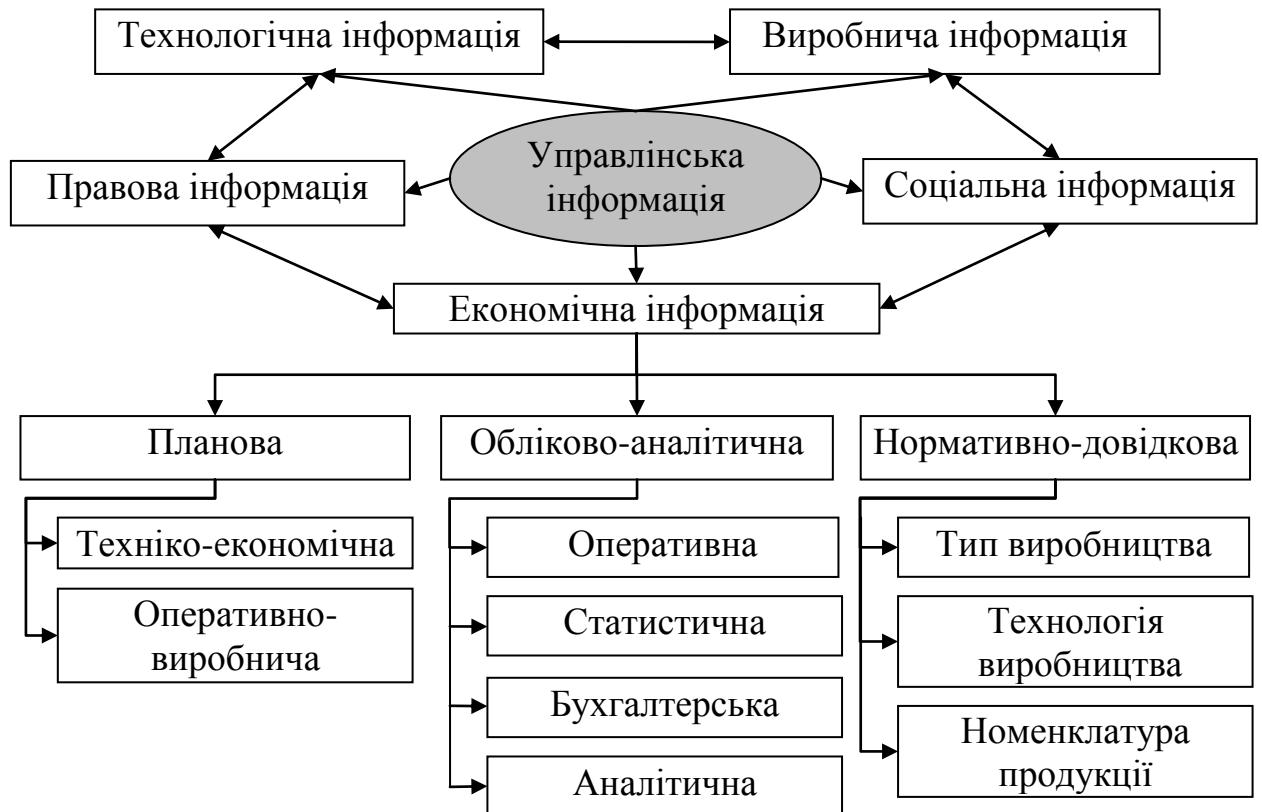 Технологічна інформація
Виробнича інформація
Управлінська
інформація
Правова інформація
Соціальна інформація
Економічна інформація
Планова
Обліково-аналітична
Нормативно-довідкова
Техніко-економічна
Оперативно-
виробнича
Оперативна
Статистична
Бухгалтерська
Аналітична
Тип виробництва
Технологія
виробництва
Номенклатура
продукції